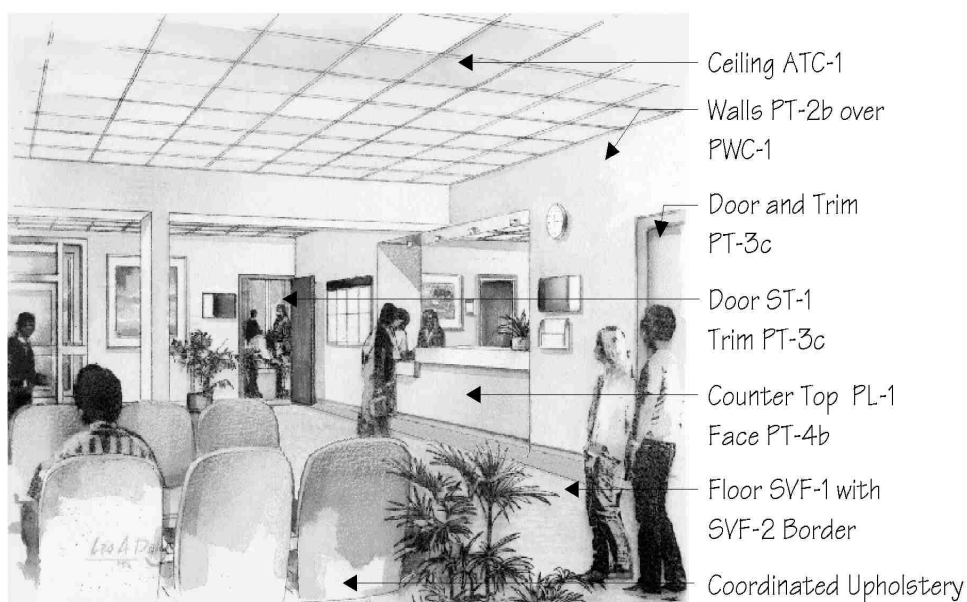 Ceiling ATC-1
Walls PT-2b over
PWC-1
Door and Trim
PT-3c
Door ST-1
Trim PT-3c
Counter Top PL-1
Face PT-4b
Floor SVF-1 with
SVF-2 Border
Coordinated Upholstery